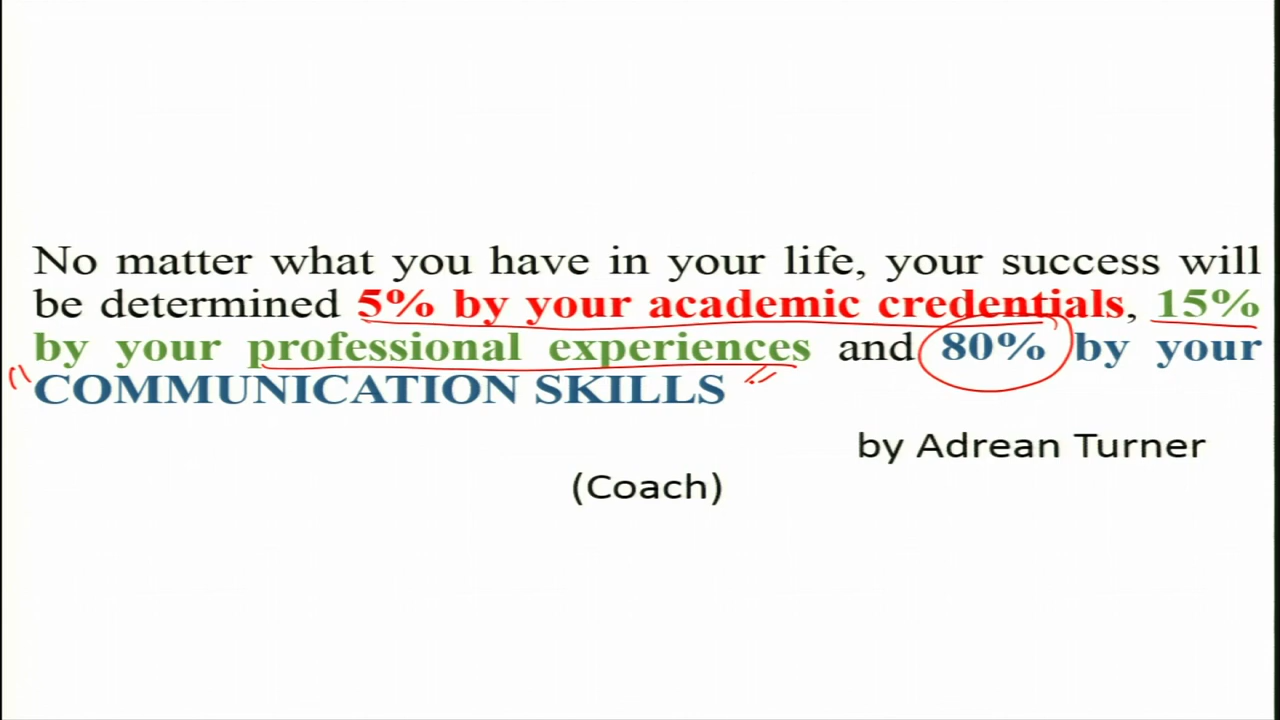 No matter what you have in your life, your success will
be determined 5% by your academic credentials, 15%
by your professional experiences and 80% by your
"COMMUNICATION SKILLS"
by Adrean Turner
(Coach)